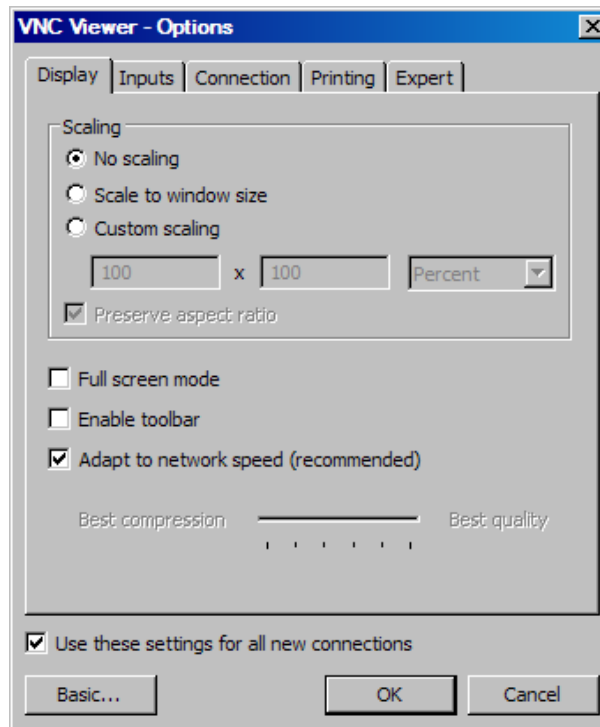 VNC Viewer - Options
Display Inputs Connection Printing Expert
Scaling
No scaling
Scale to window size
Custom scaling
100 x 100 Percent
Preserve aspect ratio
Full screen mode
Enable toolbar
Adapt to network speed (recommended)
Best compression Best quality
Use these settings for all new connections
Basic... OK Cancel